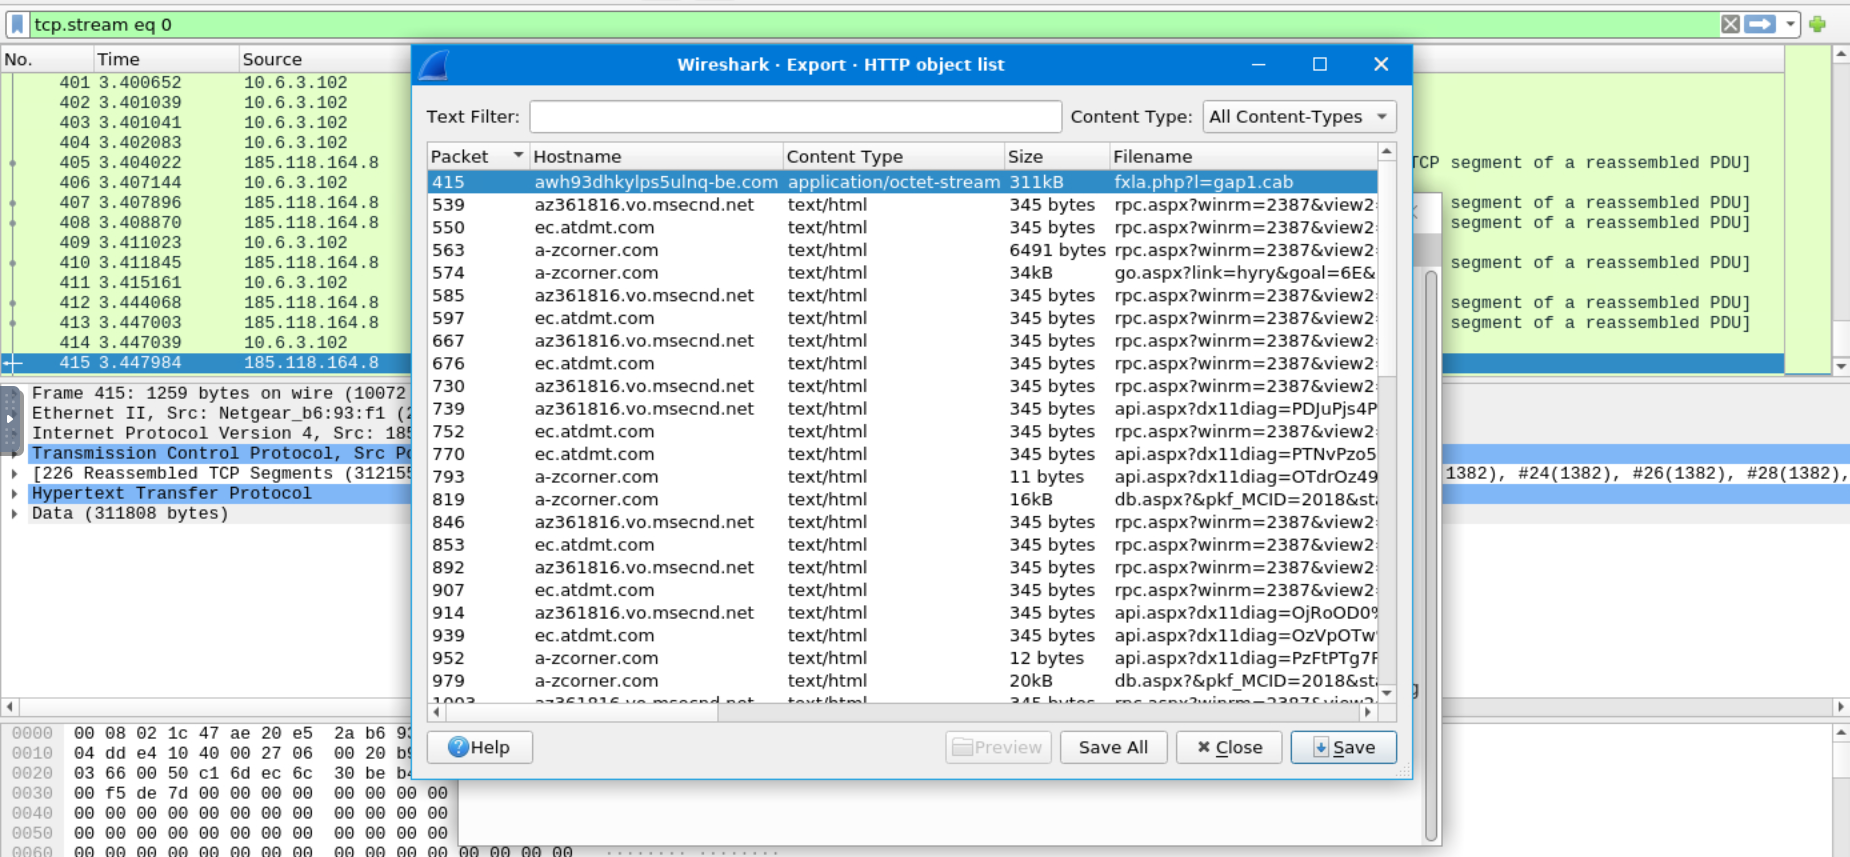 tcp.stream eq 0
No. Time Source
401 3.400652 10.6.3.102
402 3.401039 10.6.3.102
403 3.401041 10.6.3.102
404 3.402083 10.6.3.102
405 3.404022 185.118.164.8 TCP segment of a reassembled PDU]
406 3.407144 10.6.3.102
407 3.407896 185.118.164.8 segment of a reassembled PDU]
408 3.408870 185.118.164.8 segment of a reassembled PDU]
409 3.411023 10.6.3.102
410 3.411845 185.118.164.8 segment of a reassembled PDU]
411 3.415161 10.6.3.102
412 3.444068 185.118.164.8 segment of a reassembled PDU]
413 3.447003 185.118.164.8 segment of a reassembled PDU]
414 3.447039 10.6.3.102
415 3.447984 185.118.164.8
Wireshark · Export · HTTP object list
Text Filter: Content Type: All Content-Types
Packet Hostname Content Type Size Filename
415 awh93dhkylps5ulnq-be.com application/octet-stream 311kB fxla.php?l=gap1.cab
539 az361816.vo.msecnd.net text/html 345 bytes rpc.aspx?winrm=2387&view2=
550 ec.atdmt.com text/html 345 bytes rpc.aspx?winrm=2387&view2=
563 a-zcorner.com text/html 6491 bytes rpc.aspx?winrm=2387&view2=
574 a-zcorner.com text/html 34kB go.aspx?link=hyry&goal=6E&
585 az361816.vo.msecnd.net text/html 345 bytes rpc.aspx?winrm=2387&view2=
597 ec.atdmt.com text/html 345 bytes rpc.aspx?winrm=2387&view2=
667 az361816.vo.msecnd.net text/html 345 bytes rpc.aspx?winrm=2387&view2=
676 ec.atdmt.com text/html 345 bytes rpc.aspx?winrm=2387&view2=
730 az361816.vo.msecnd.net text/html 345 bytes rpc.aspx?winrm=2387&view2=
739 az361816.vo.msecnd.net text/html 345 bytes api.aspx?dx11diag=PDJuPjs4P
752 ec.atdmt.com text/html 345 bytes rpc.aspx?winrm=2387&view2=
770 ec.atdmt.com text/html 345 bytes api.aspx?dx11diag=PTNvPzo5
793 a-zcorner.com text/html 11 bytes api.aspx?dx11diag=OTdrOz49
819 a-zcorner.com text/html 16kB db.aspx?&pkf_MCID=2018&sta
846 az361816.vo.msecnd.net text/html 345 bytes rpc.aspx?winrm=2387&view2=
853 ec.atdmt.com text/html 345 bytes rpc.aspx?winrm=2387&view2=
892 az361816.vo.msecnd.net text/html 345 bytes rpc.aspx?winrm=2387&view2=
907 ec.atdmt.com text/html 345 bytes rpc.aspx?winrm=2387&view2=
914 az361816.vo.msecnd.net text/html 345 bytes api.aspx?dx11diag=OjRoOD0%
939 ec.atdmt.com text/html 345 bytes api.aspx?dx11diag=OzVpOTw
952 a-zcorner.com text/html 12 bytes api.aspx?dx11diag=PzFtPTg7
979 a-zcorner.com text/html 20kB db.aspx?&pkf_MCID=2018&sta
Help Preview Save All Close Save
Frame 415: 1259 bytes on wire (10072
Ethernet II, Src: Netgear_b6:93:f1 (2
Internet Protocol Version 4, Src: 185
Transmission Control Protocol, Src Po
[226 Reassembled TCP Segments (312155 1382), #24(1382), #26(1382), #28(1382),
Hypertext Transfer Protocol
Data (311808 bytes)
0000 00 08 02 1c 47 ae 20 e5 2a b6 93
0010 04 dd e4 10 40 00 27 06 00 20 b9
0020 03 66 00 50 c1 6d ec 6c 30 be b4
0030 00 f5 de 7d 00 00 00 00 00 00 00 00
0040 00 00 00 00 00 00 00 00 00 00 00 00
0050 00 00 00 00 00 00 00 00 00 00 00 00
0060 00 00 00 00 00 00 00 00 00 00 00 00 00 00 00 00 ........ ........